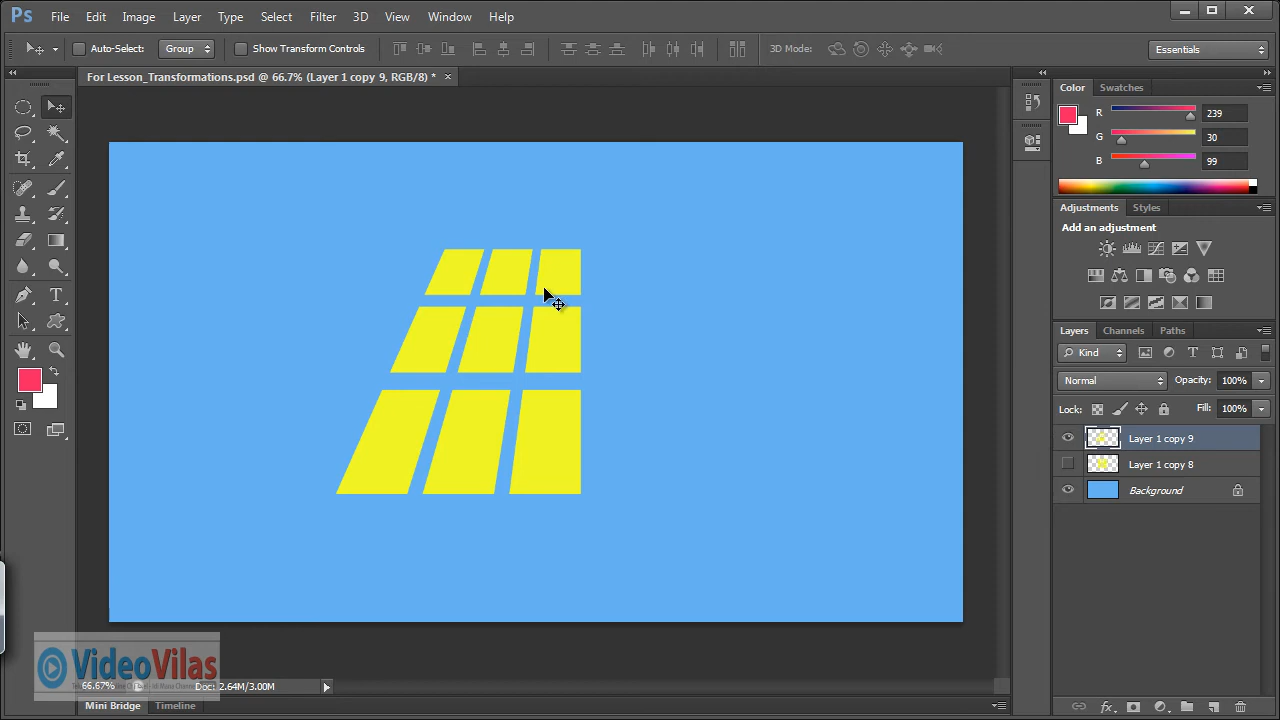 Ps File Edit Image Layer Type Select Filter 3D View Window Help
Auto-Select: Group Show Transform Controls 3D Mode: Essentials
For Lesson_Transformations.psd @ 66.7% (Layer 1 copy 9, RGB/8) * ×
Color Swatches
R 239
G 30
B 99
Adjustments Styles
Add an adjustment
Layers Channels Paths
Kind T
Normal Opacity: 100%
Lock: Fill: 100%
Layer 1 copy 9
Layer 1 copy 8
Background
T
VideoVilas
66.67% Doc: 2.64M/3.00M
Mini Bridge Timeline